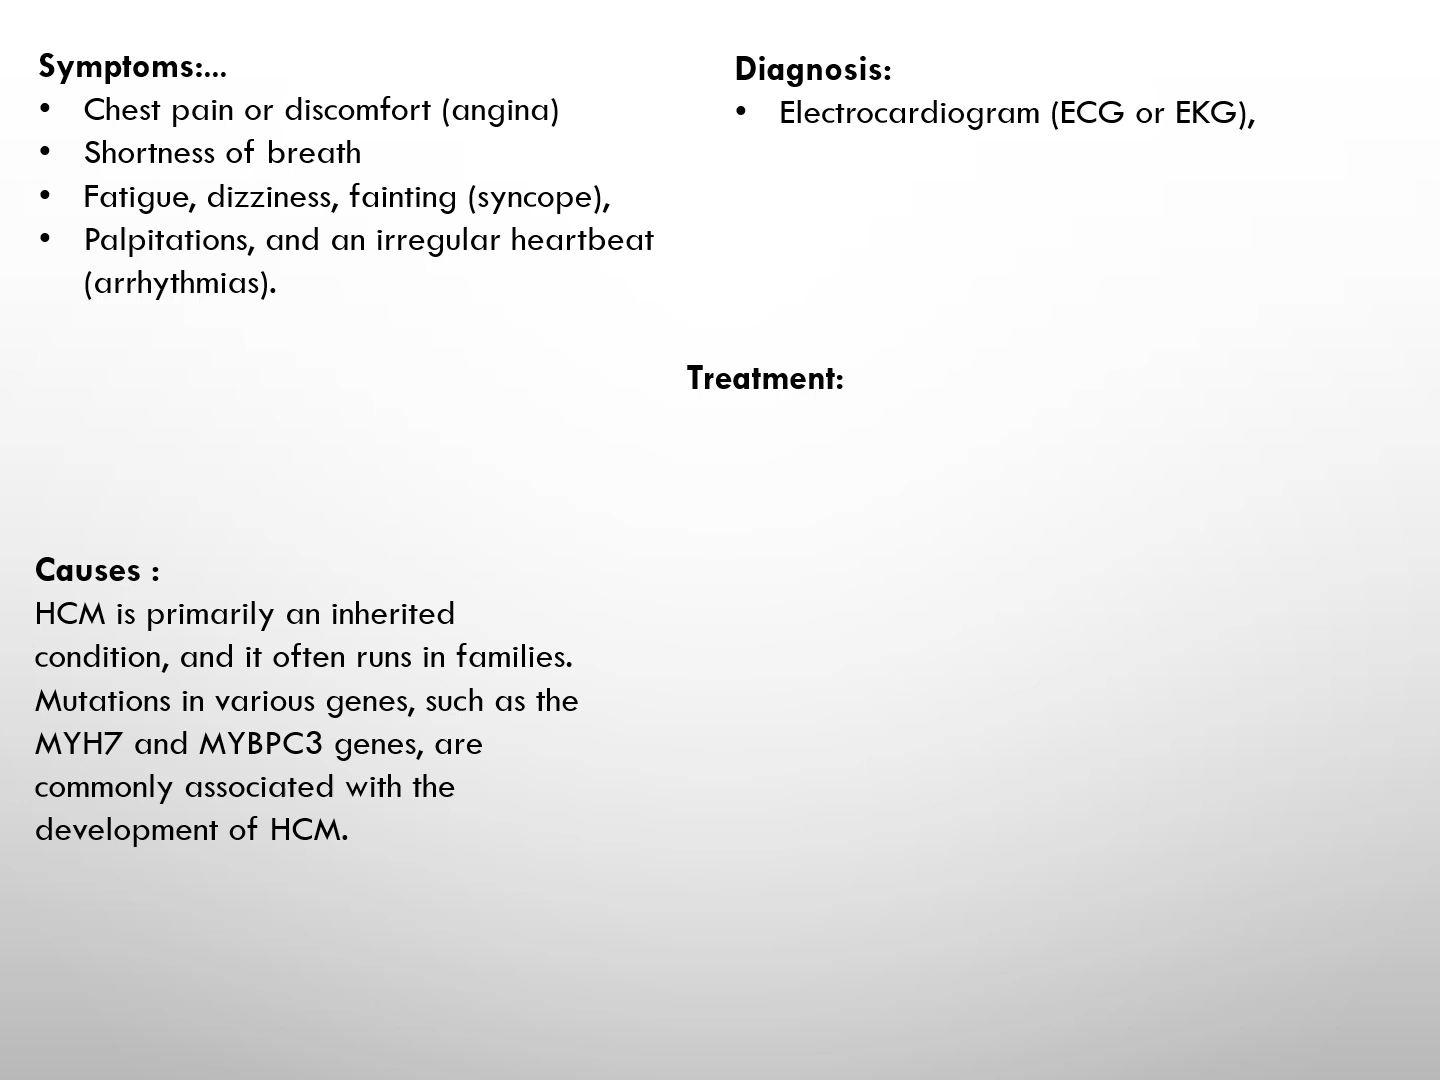 Symptoms:...
• Chest pain or discomfort (angina)
• Shortness of breath
• Fatigue, dizziness, fainting (syncope),
• Palpitations, and an irregular heartbeat
(arrhythmias).
Causes :
HCM is primarily an inherited
condition, and it often runs in families.
Mutations in various genes, such as the
MYH7 and MYBPC3 genes, are
commonly associated with the
development of HCM.
Diagnosis:
• Electrocardiogram (ECG or EKG),
Treatment: